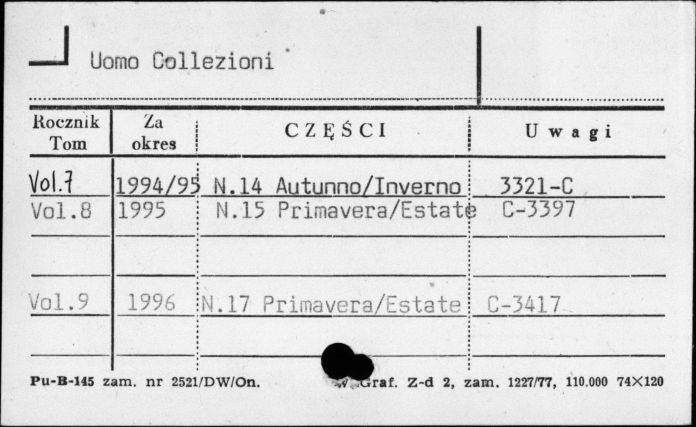 Uomo Collezioni
Rocznik Tom Za okres CZĘŚCI Uwagi
Vol.7 1994/95 N.14 Autunno/Inverno 3321-C
Vol.8 1995 N.15 Primavera/Estate C-3397
Vol.9 1996 N.17 Primavera/Estate C-3417
Pu-B-145 zam. nr 2521/DW/On. Graf. Z-d 2, zam. 1227/77, 110.000 74×120